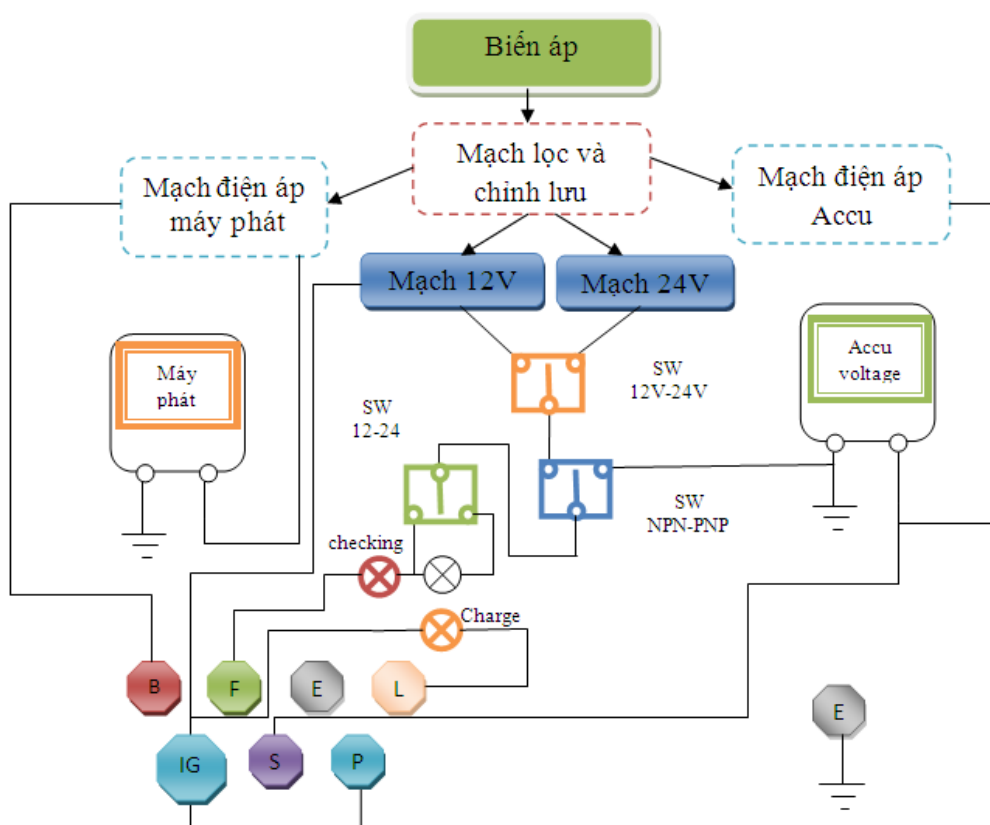 Biến áp
Mạch lọc và
chỉnh lưu
Mạch điện áp
máy phát
Mạch điện áp
Accu
Mạch 12V
Mạch 24V
Máy
phát
Accu
voltage
SW
12V-24V
SW
12-24
SW
NPN-PNP
checking
Charge
B
F
E
L
E
IG
S
P